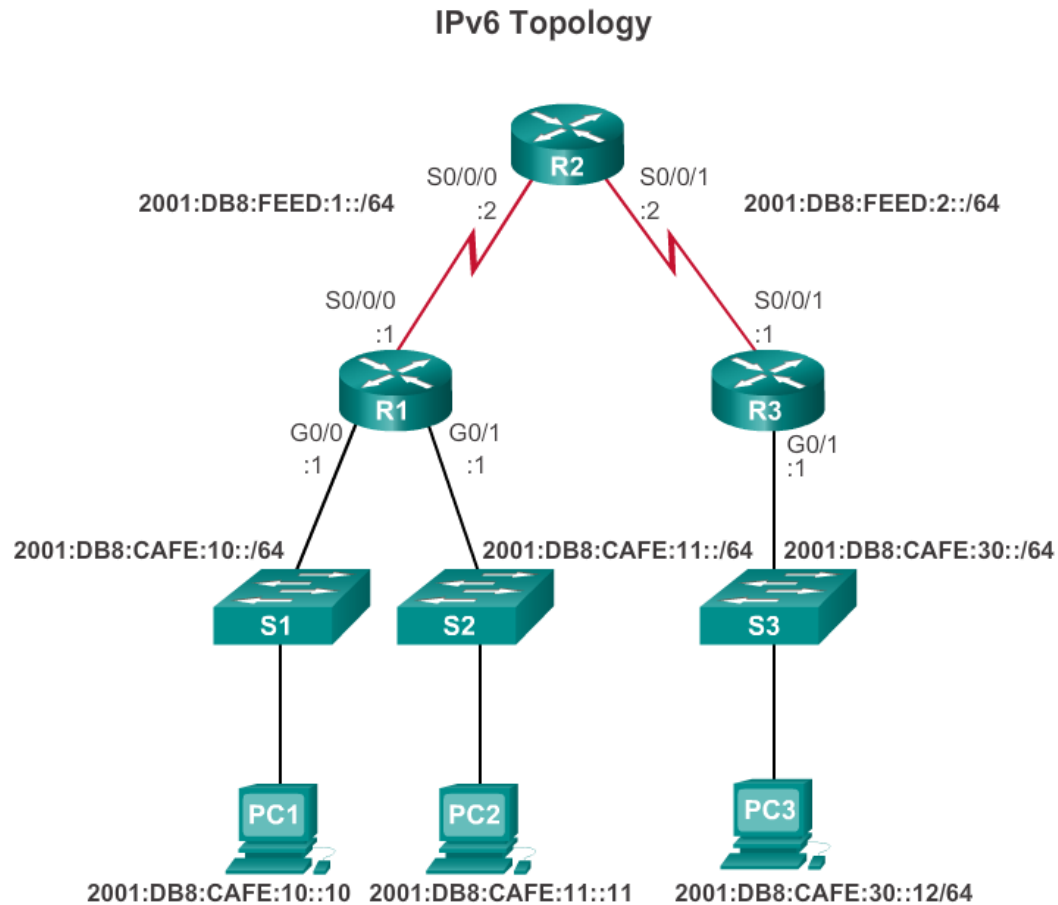 IPv6 Topology
R2
S0/0/0
S0/0/1
2001:DB8:FEED:1::/64
:2
:2
2001:DB8:FEED:2::/64
S0/0/0
:1
S0/0/1
:1
R1
R3
G0/0
:1
G0/1
:1
G0/1
:1
2001:DB8:CAFE:10::/64
2001:DB8:CAFE:11::/64
2001:DB8:CAFE:30::/64
S1
S2
S3
PC1
PC2
PC3
2001:DB8:CAFE:10::10
2001:DB8:CAFE:11::11
2001:DB8:CAFE:30::12/64